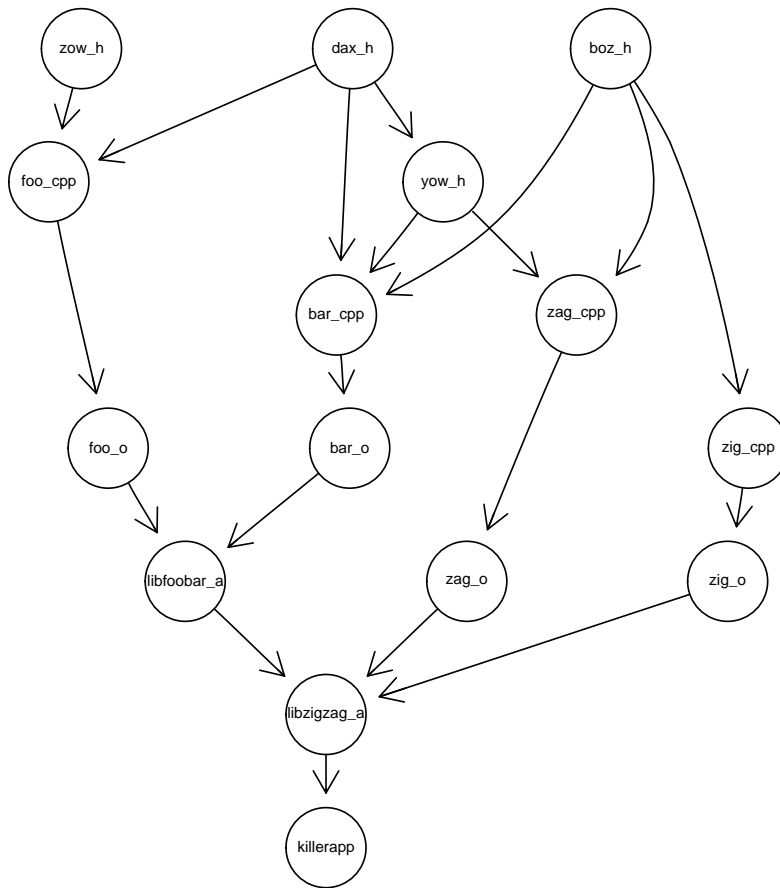 zow_h
dax_h
boz_h
foo_cpp
yow_h
bar_cpp
zag_cpp
foo_o
bar_o
zig_cpp
libfoobar_a
zag_o
zig_o
libzigzag_a
killerapp